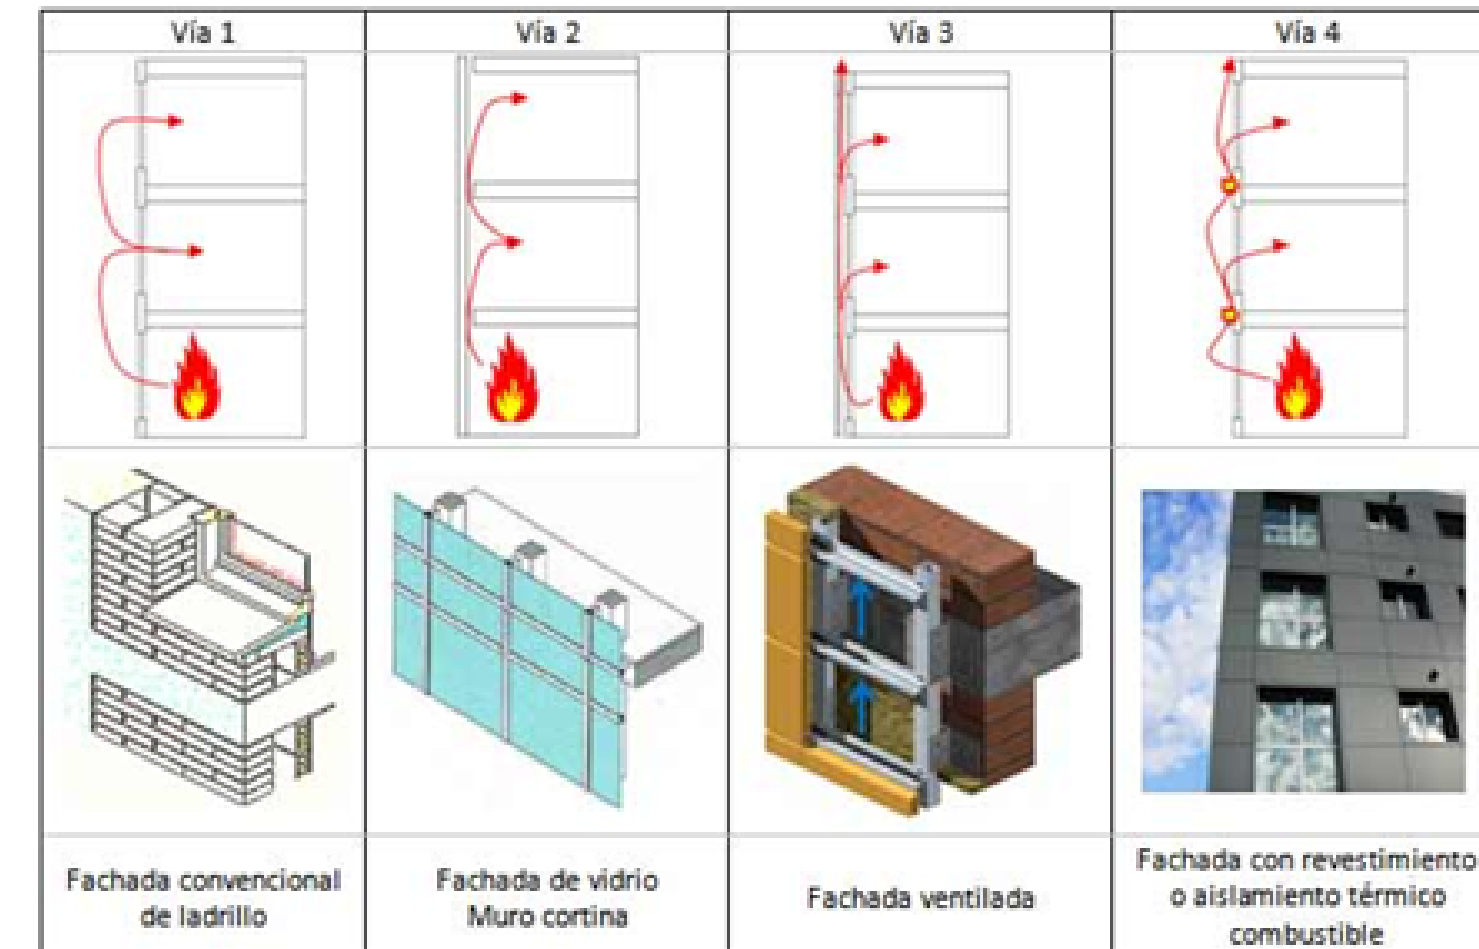 Vía 1
Vía 2
Vía 3
Vía 4
Fachada convencional
de ladrillo
Fachada de vidrio
Muro cortina
Fachada ventilada
Fachada con revestimiento
o aislamiento térmico
combustible